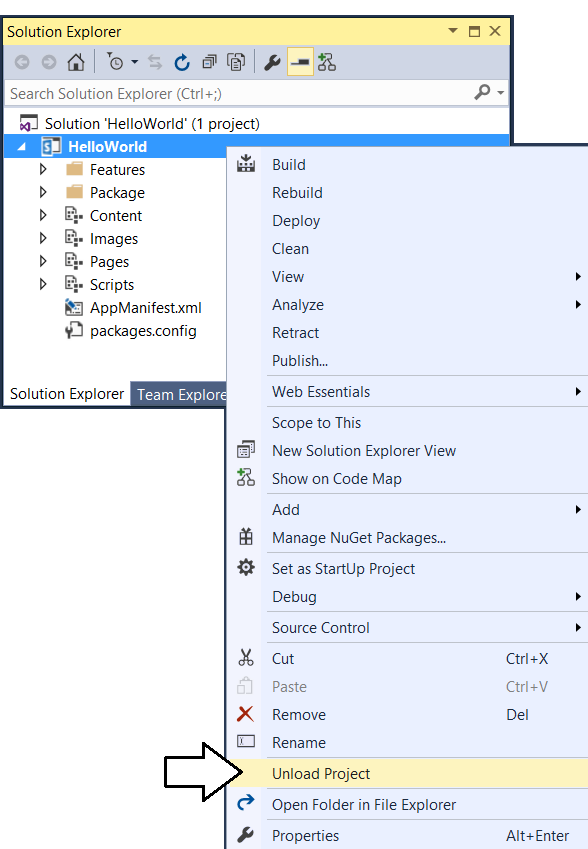 Solution Explorer
Search Solution Explorer (Ctrl+;)
Solution 'HelloWorld' (1 project)
HelloWorld
Features
Package
Content
Images
Pages
Scripts
AppManifest.xml
packages.config
Solution Explorer Team Explore
Build
Rebuild
Deploy
Clean
View
Analyze
Retract
Publish...
Web Essentials
Scope to This
New Solution Explorer View
Show on Code Map
Add
Manage NuGet Packages...
Set as StartUp Project
Debug
Source Control
Cut Ctrl+X
Paste Ctrl+V
Remove Del
Rename
Unload Project
Open Folder in File Explorer
Properties Alt+Enter